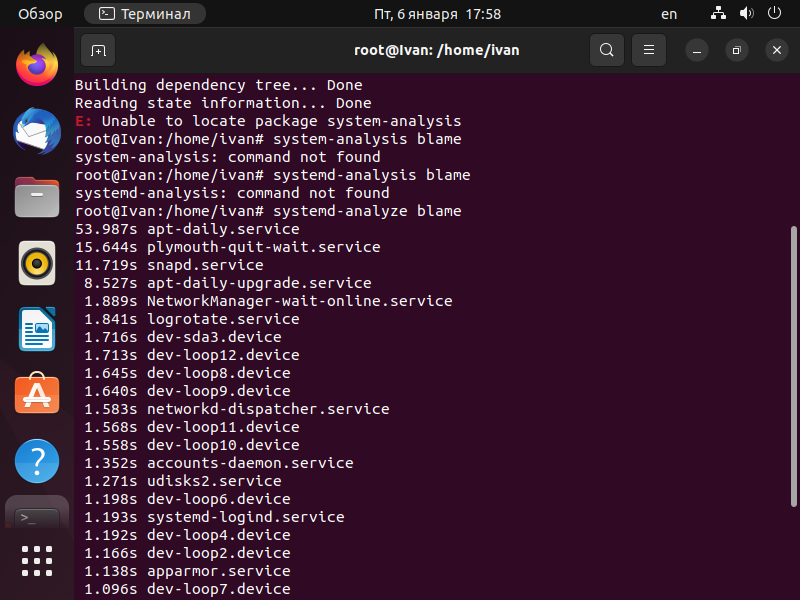 Обзор
Терминал
Пт, 6 января 17:58
en
root@Ivan: /home/ivan
Building dependency tree... Done
Reading state information... Done
E: Unable to locate package system-analysis
root@Ivan:/home/ivan# system-analysis blame
system-analysis: command not found
root@Ivan:/home/ivan# systemd-analysis blame
systemd-analysis: command not found
root@Ivan:/home/ivan# systemd-analyze blame
53.987s apt-daily.service
15.644s plymouth-quit-wait.service
11.719s snapd.service
 8.527s apt-daily-upgrade.service
 1.889s NetworkManager-wait-online.service
 1.841s logrotate.service
 1.716s dev-sda3.device
 1.713s dev-loop12.device
 1.645s dev-loop8.device
 1.640s dev-loop9.device
 1.583s networkd-dispatcher.service
 1.568s dev-loop11.device
 1.558s dev-loop10.device
 1.352s accounts-daemon.service
 1.271s udisks2.service
 1.198s dev-loop6.device
 1.193s systemd-logind.service
 1.192s dev-loop4.device
 1.166s dev-loop2.device
 1.138s apparmor.service
 1.096s dev-loop7.device